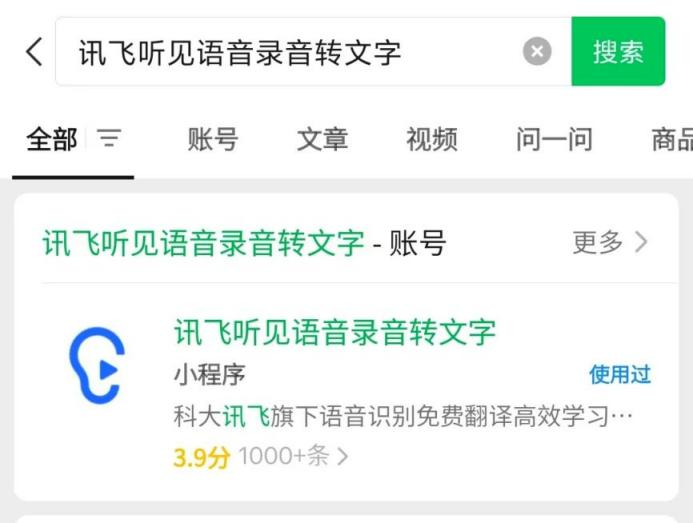 讯飞听见语音录音转文字 搜索
全部 账号 文章 视频 问一问 商品
讯飞听见语音录音转文字 - 账号 更多
讯飞听见语音录音转文字
小程序 使用过
科大讯飞旗下语音识别免费翻译高效学习…
3.9分 1000+条